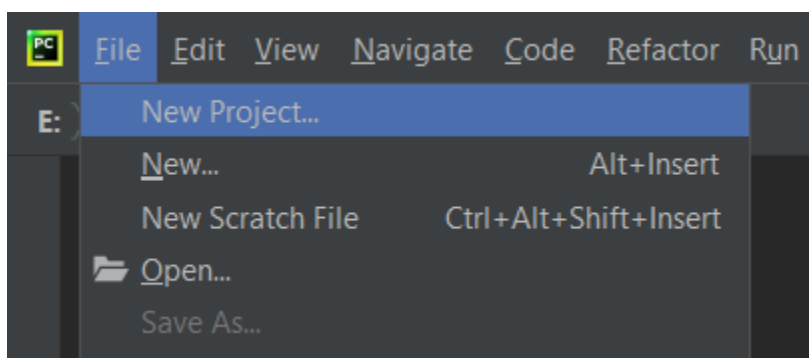 PC File Edit View Navigate Code Refactor Run
E:
New Project...
New... Alt+Insert
New Scratch File Ctrl+Alt+Shift+Insert
Open...
Save As...